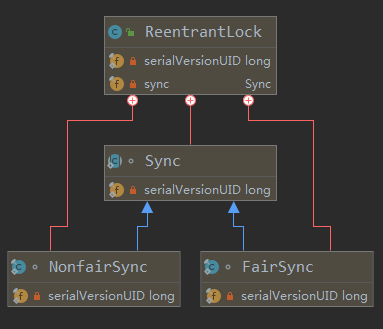 ReentrantLock
serialVersionUID long
sync Sync
Sync
serialVersionUID long
NonfairSync
serialVersionUID long
FairSync
serialVersionUID long